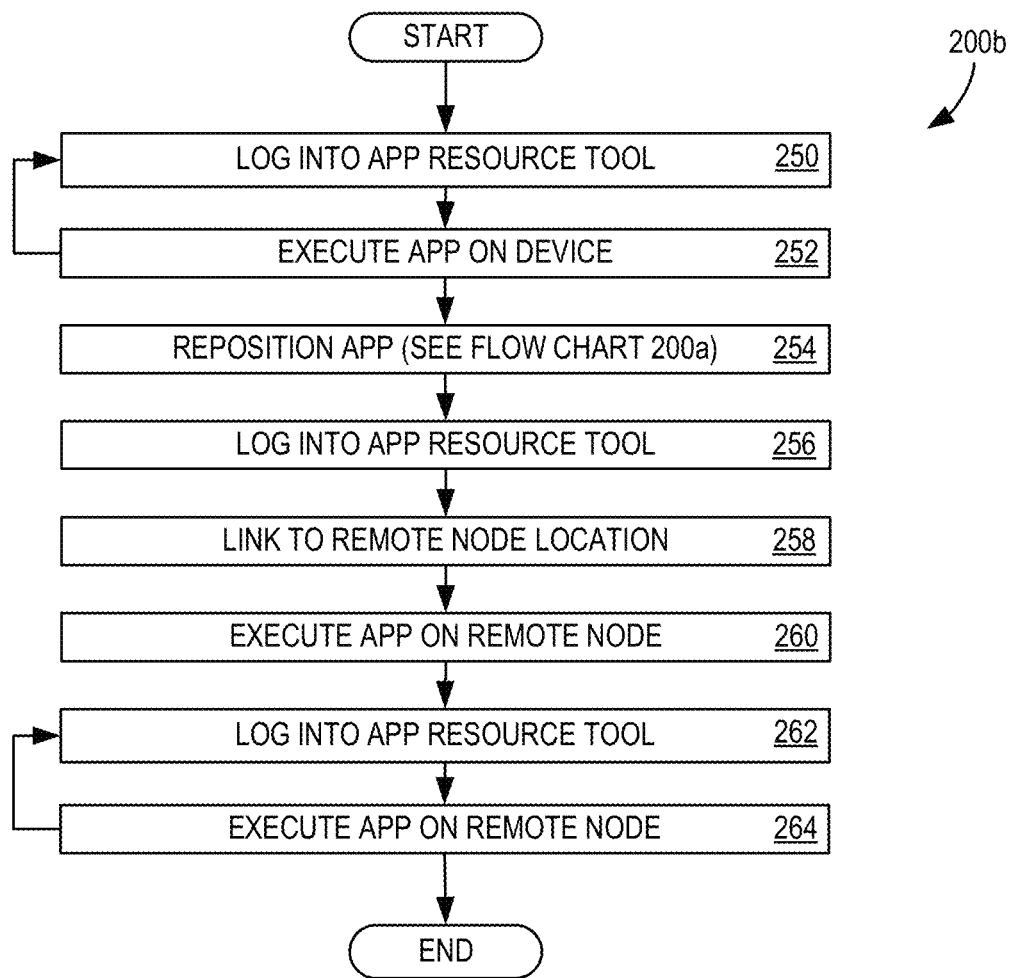 START
200b
LOG INTO APP RESOURCE TOOL 250
EXECUTE APP ON DEVICE 252
REPOSITION APP (SEE FLOW CHART 200a) 254
LOG INTO APP RESOURCE TOOL 256
LINK TO REMOTE NODE LOCATION 258
EXECUTE APP ON REMOTE NODE 260
LOG INTO APP RESOURCE TOOL 262
EXECUTE APP ON REMOTE NODE 264
END